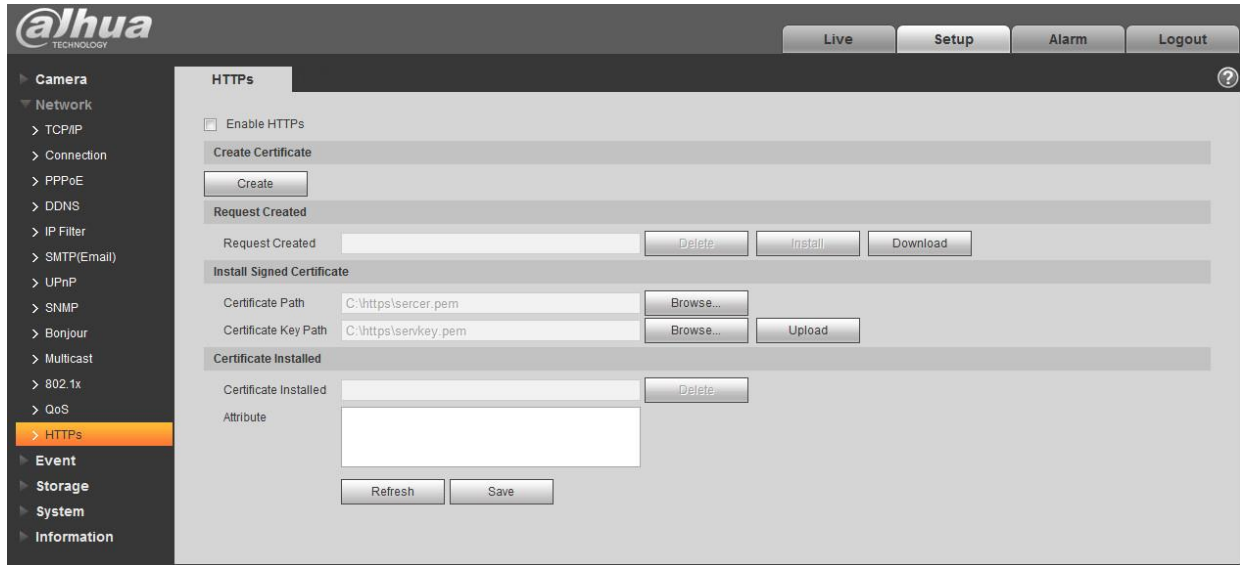 alhua
TECHNOLOGY
Live Setup Alarm Logout
Camera
Network
> TCP/IP
> Connection
> PPPoE
> DDNS
> IP Filter
> SMTP(Email)
> UPnP
> SNMP
> Bonjour
> Multicast
> 802.1x
> QoS
> HTTPs
Event
Storage
System
Information
HTTPs
?
Enable HTTPs
Create Certificate
Create
Request Created
Request Created Delete Install Download
Install Signed Certificate
Certificate Path C:\https\sercer.pem Browse...
Certificate Key Path C:\https\servkey.pem Browse... Upload
Certificate Installed
Certificate Installed Delete
Attribute
Refresh Save